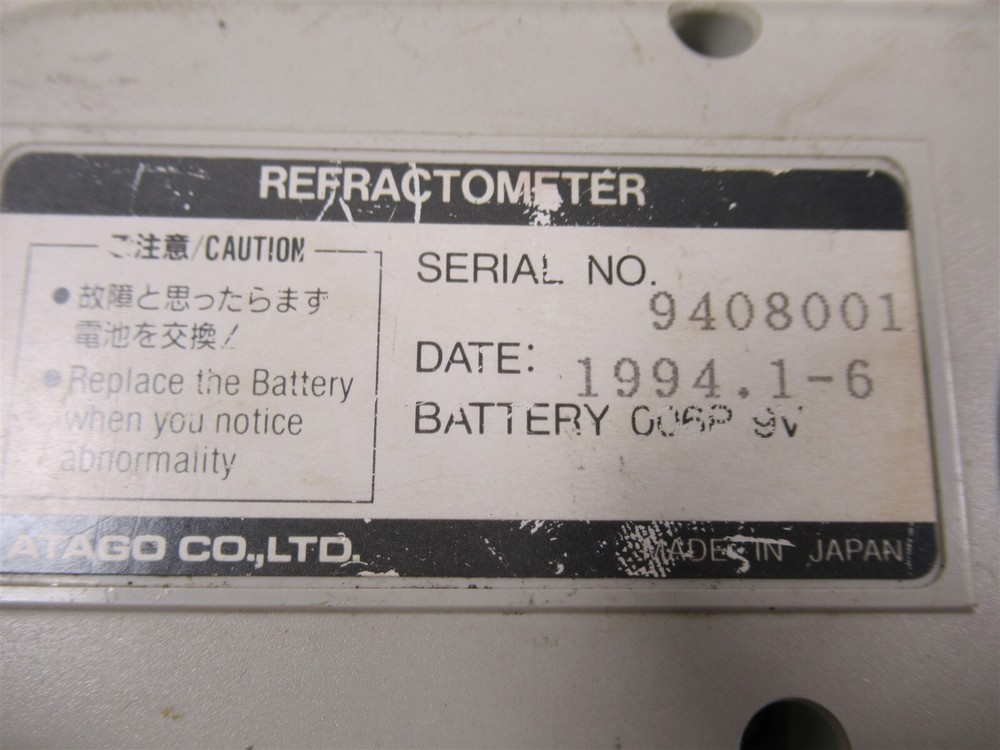 REFRACTOMETER
ご注意/CAUTION
● 故障と思ったらまず
電池を交換!
● Replace the Battery
when you notice
abnormality
SERIAL NO.
9408001
DATE: 1994.1-6
BATTERY 006P 9V
ATAGO CO.,LTD.
MADE IN JAPAN